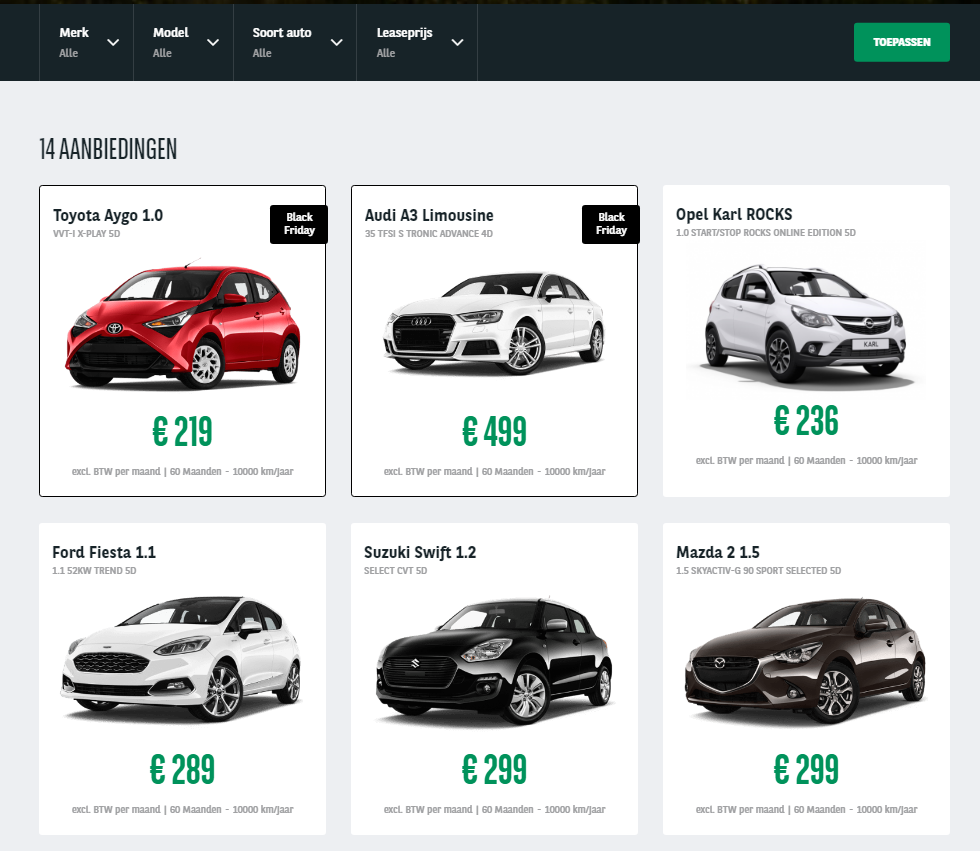 Merk
Alle
Model
Alle
Soort auto
Alle
Leaseprijs
Alle
TOEPASSEN
14 AANBIEDINGEN
Toyota Aygo 1.0
VVT-I X-PLAY 5D
Black
Friday
€ 219
excl. BTW per maand | 60 Maanden - 10000 km/jaar
Audi A3 Limousine
35 TFSI S TRONIC ADVANCE 4D
Black
Friday
€ 499
excl. BTW per maand | 60 Maanden - 10000 km/jaar
Opel Karl ROCKS
1.0 START/STOP ROCKS ONLINE EDITION 5D
KARL
€ 236
excl. BTW per maand | 60 Maanden - 10000 km/jaar
Ford Fiesta 1.1
1.1 52KW TREND 5D
€ 289
excl. BTW per maand | 60 Maanden - 10000 km/jaar
Suzuki Swift 1.2
SELECT CVT 5D
€ 299
excl. BTW per maand | 60 Maanden - 10000 km/jaar
Mazda 2 1.5
1.5 SKYACTIV-G 90 SPORT SELECTED 5D
€ 299
excl. BTW per maand | 60 Maanden - 10000 km/jaar